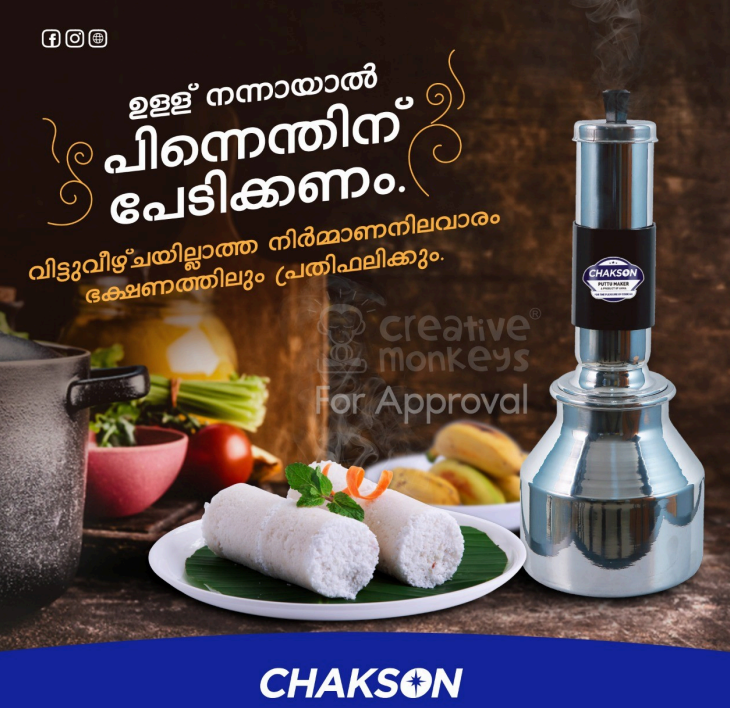 ഉള്ള് നന്നായാൽ
പിന്നെന്തിന്
പേടിക്കണം.
വിട്ടുവീഴ്ചയില്ലാത്ത നിർമ്മാണനിലവാരം
ഭക്ഷണത്തിലും പ്രതിഫലിക്കും.
creative®
monkeys
For Approval
CHAKSON
PUTTU MAKER
CHAKSON